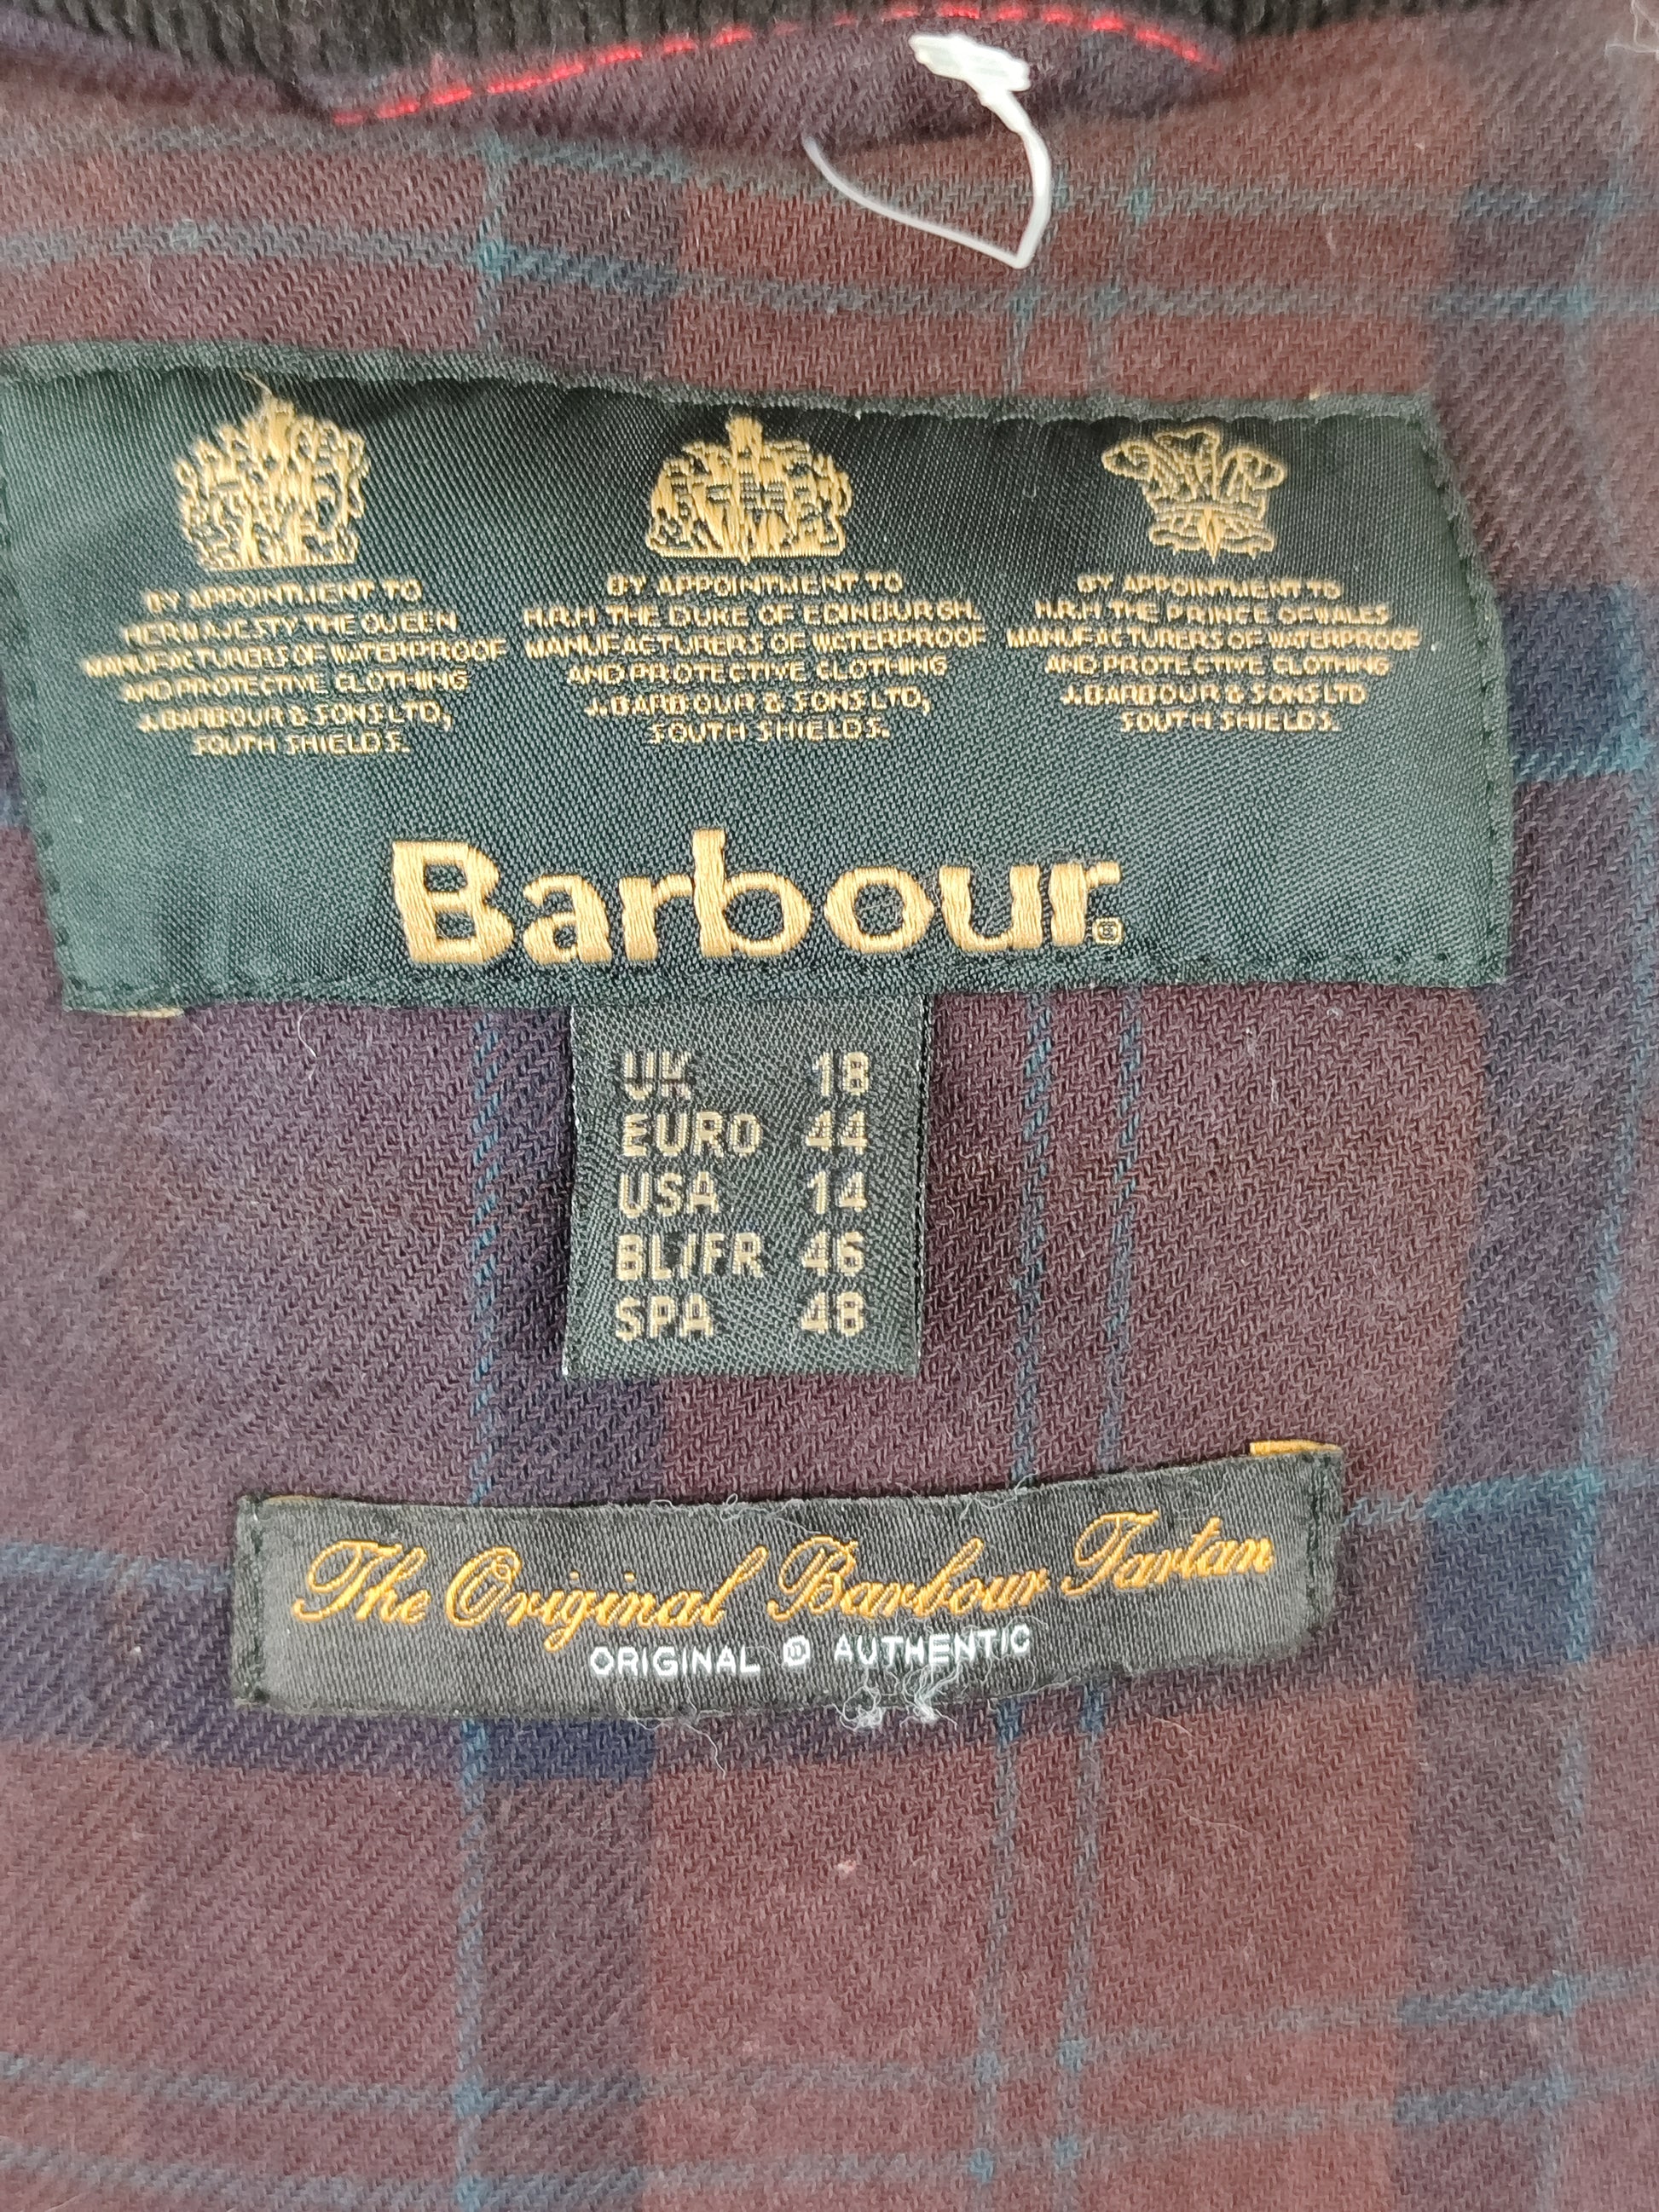 BY APPOINTMENT TO
HER MAJESTY THE QUEEN
MANUFACTURERS OF WATERPROOF
AND PROTECTIVE CLOTHING
J.BARBOUR & SONS LTD,
SOUTH SHIELDS.
BY APPOINTMENT TO
H.R.H. THE DUKE OF EDINBURGH.
MANUFACTURERS OF WATERPROOF
AND PROTECTIVE CLOTHING
J.BARBOUR & SONS LTD,
SOUTH SHIELDS.
BY APPOINTMENT TO
H.R.H THE PRINCE OF WALES
MANUFACTURERS OF WATERPROOF
AND PROTECTIVE CLOTHING
J.BARBOUR & SONS LTD
SOUTH SHIELDS.
Barbour®
UK 18
EURO 44
USA 14
BL/FR 46
SPA 48
The Original Barbour Tartan
ORIGINAL ® AUTHENTIC